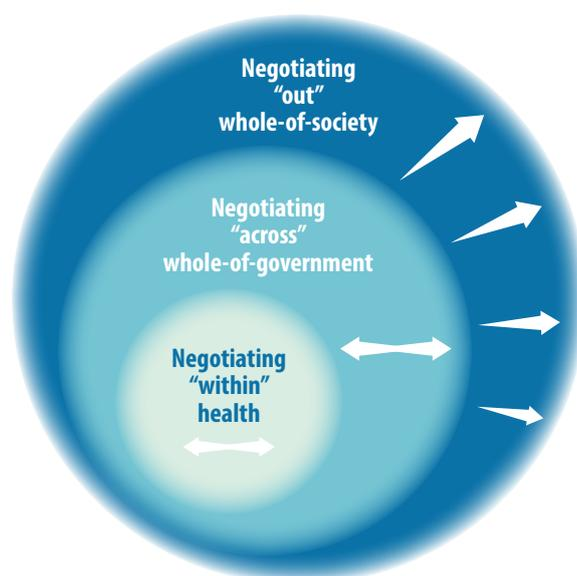 Negotiating
“out”
whole-of-society
Negotiating
“across”
whole-of-government
Negotiating
“within”
health